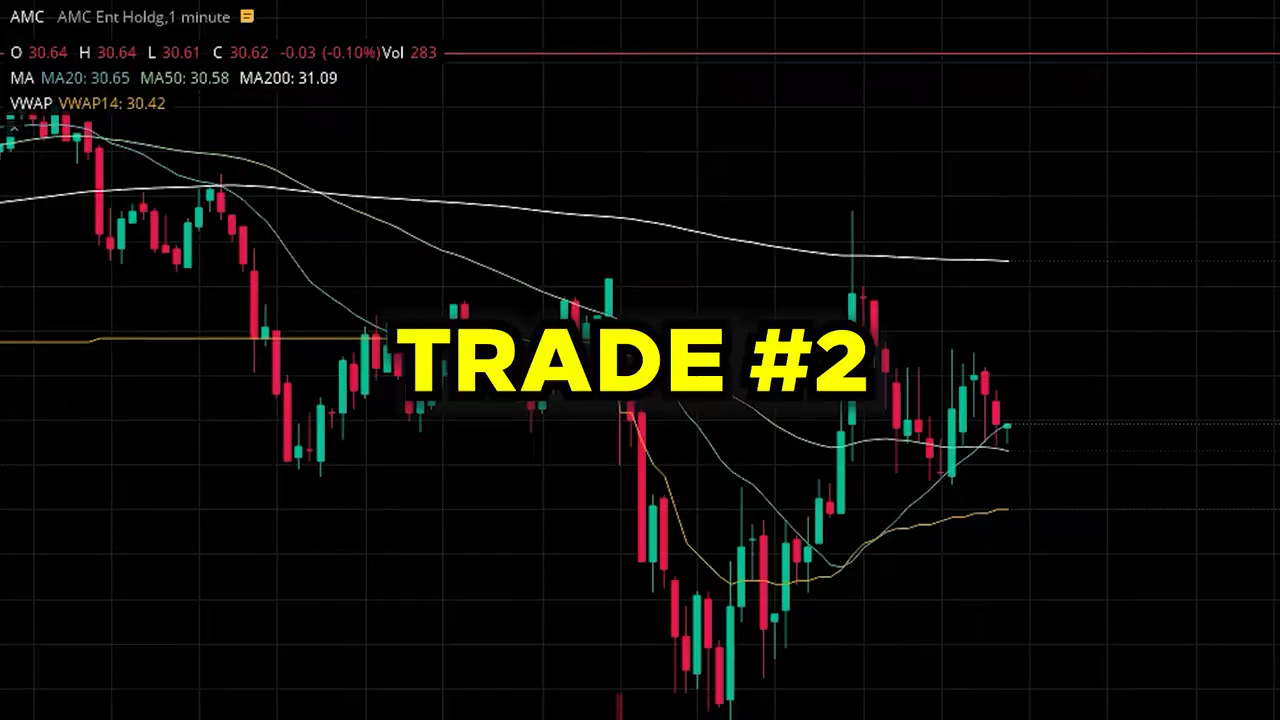 AMC AMC Ent Holdg,1 minute
O 30.64 H 30.64 L 30.61 C 30.62 -0.03 (-0.10%)Vol 283
MA MA20: 30.65 MA50: 30.58 MA200: 31.09
VWAP VWAP14: 30.42
TRADE #2